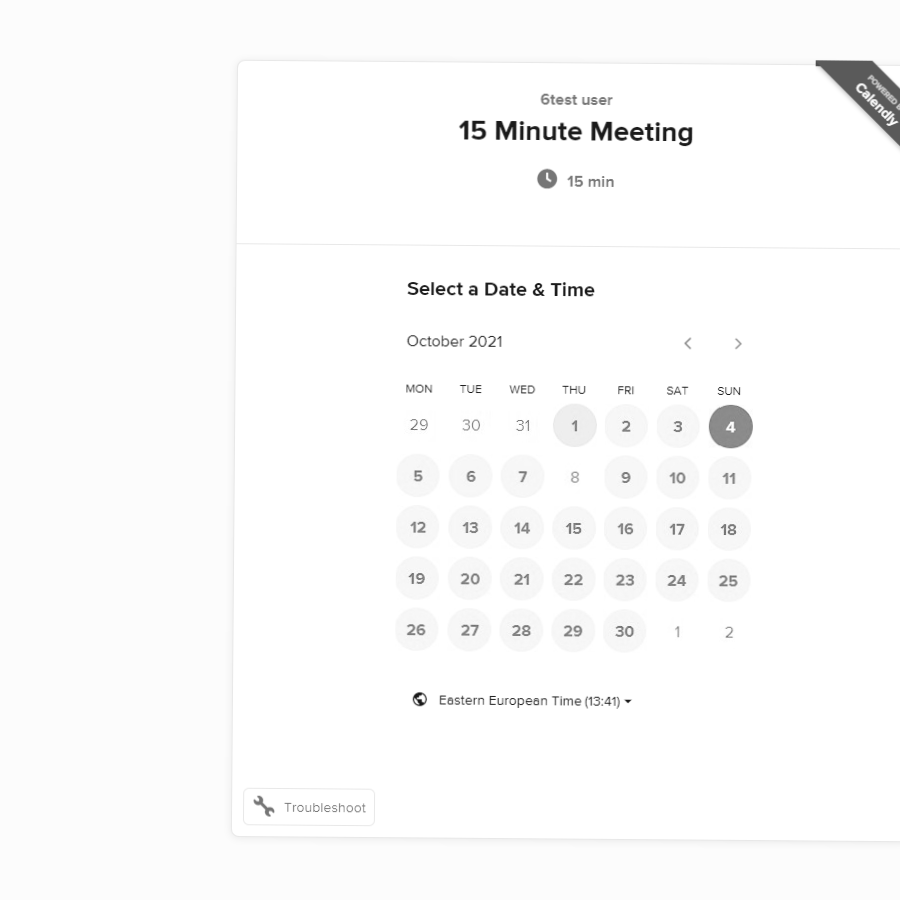 6test user
15 Minute Meeting
15 min
Calendly
Select a Date & Time
October 2021
MON TUE WED THU FRI SAT SUN
29 30 31 1 2 3 4
5 6 7 8 9 10 11
12 13 14 15 16 17 18
19 20 21 22 23 24 25
26 27 28 29 30 1 2
Eastern European Time (13:41)
Troubleshoot